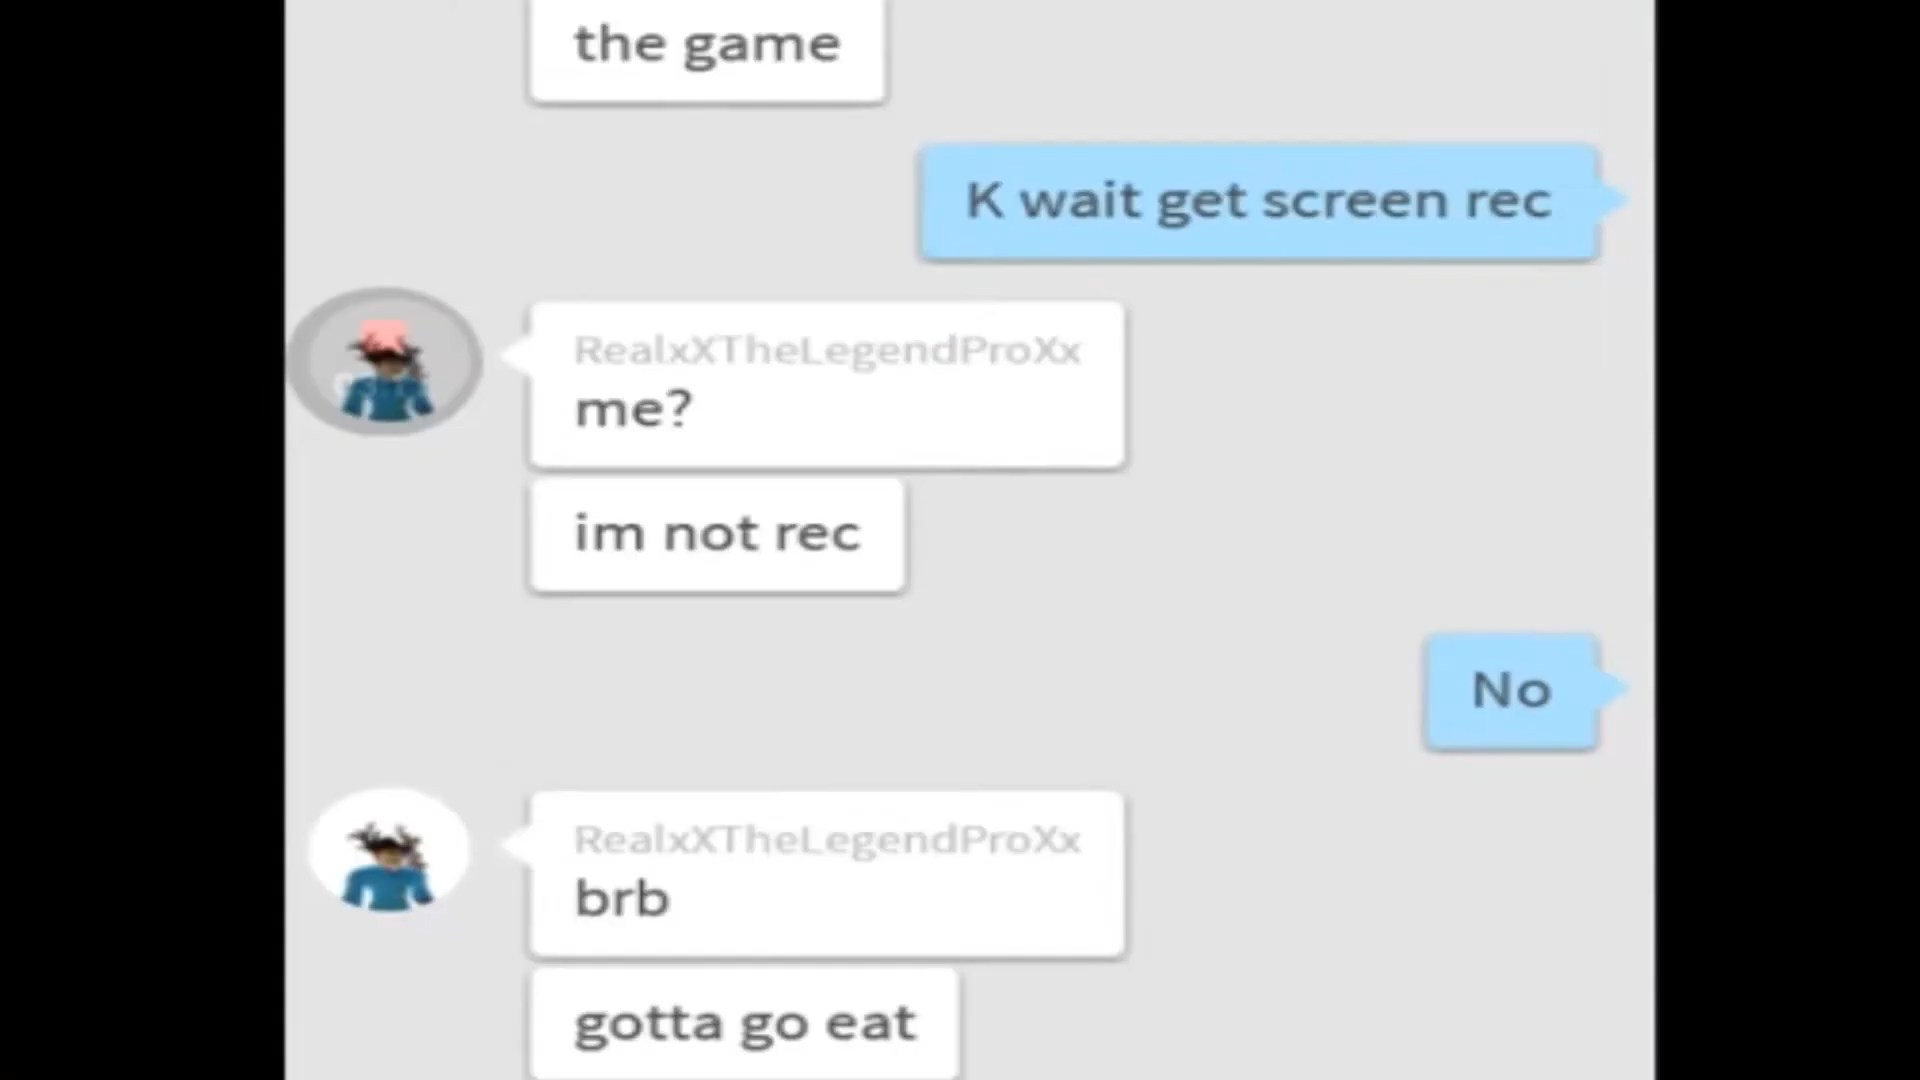 the game
K wait get screen rec
RealxXTheLegendProXx
me?
im not rec
No
RealxXTheLegendProXx
brb
gotta go eat